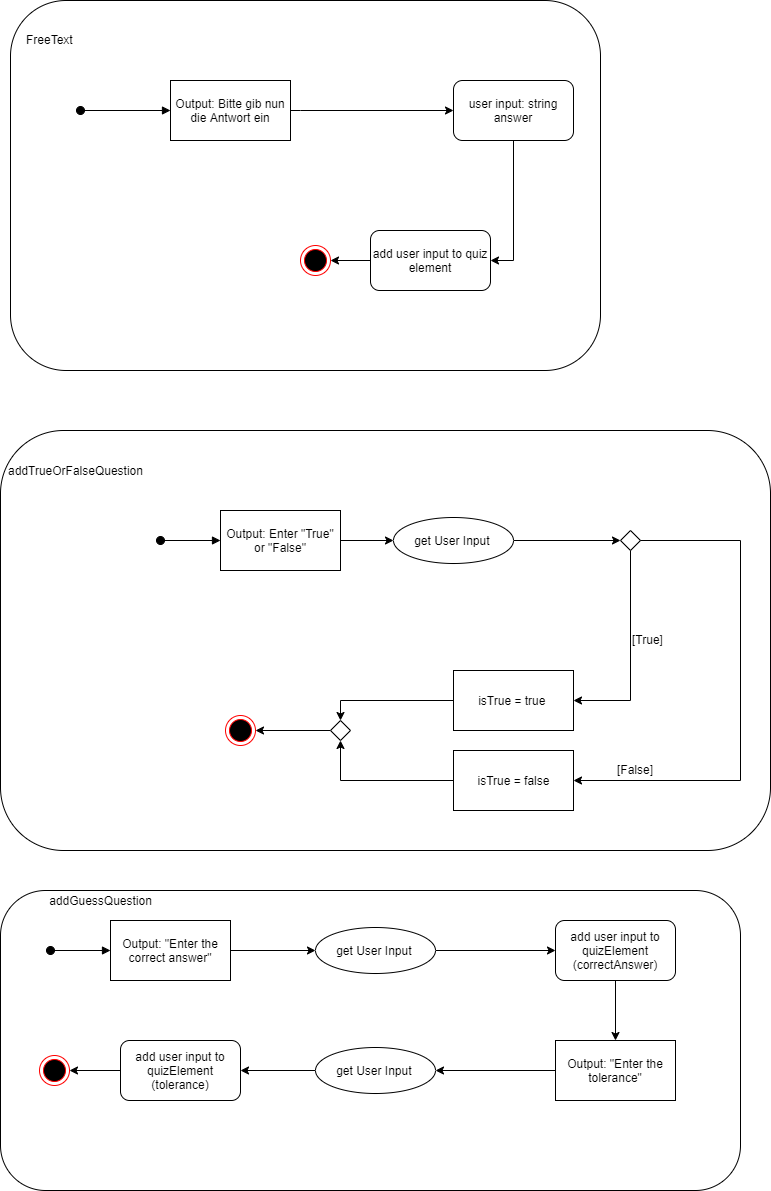 FreeText
Output: Bitte gib nun
die Antwort ein
user input: string
answer
add user input to quiz
element
addTrueOrFalseQuestion
Output: Enter "True"
or "False"
get User Input
[True]
isTrue = true
[False]
isTrue = false
addGuessQuestion
Output: "Enter the
correct answer"
get User Input
add user input to
quizElement
(correctAnswer)
add user input to
quizElement
(tolerance)
get User Input
Output: "Enter the
tolerance"